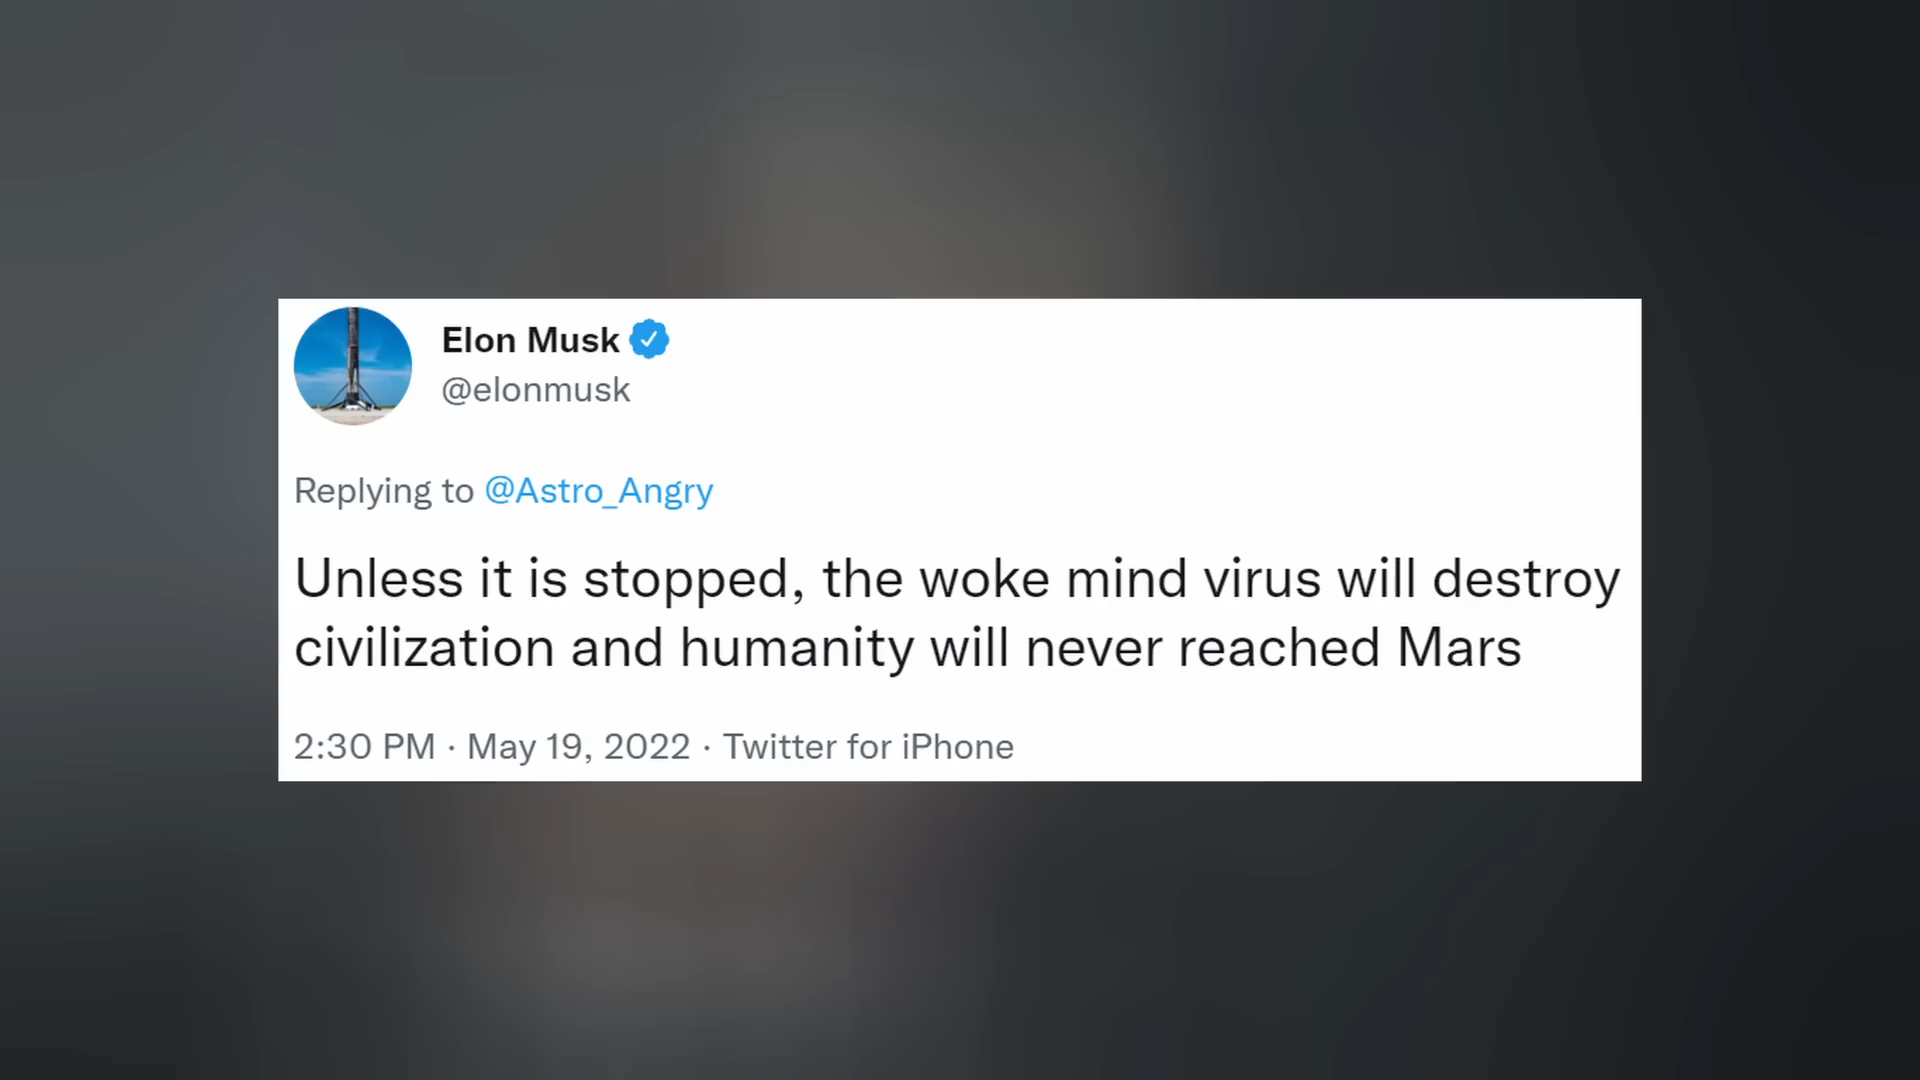 Elon Musk
@elonmusk
Replying to @Astro_Angry
Unless it is stopped, the woke mind virus will destroy
civilization and humanity will never reached Mars
2:30 PM · May 19, 2022 · Twitter for iPhone